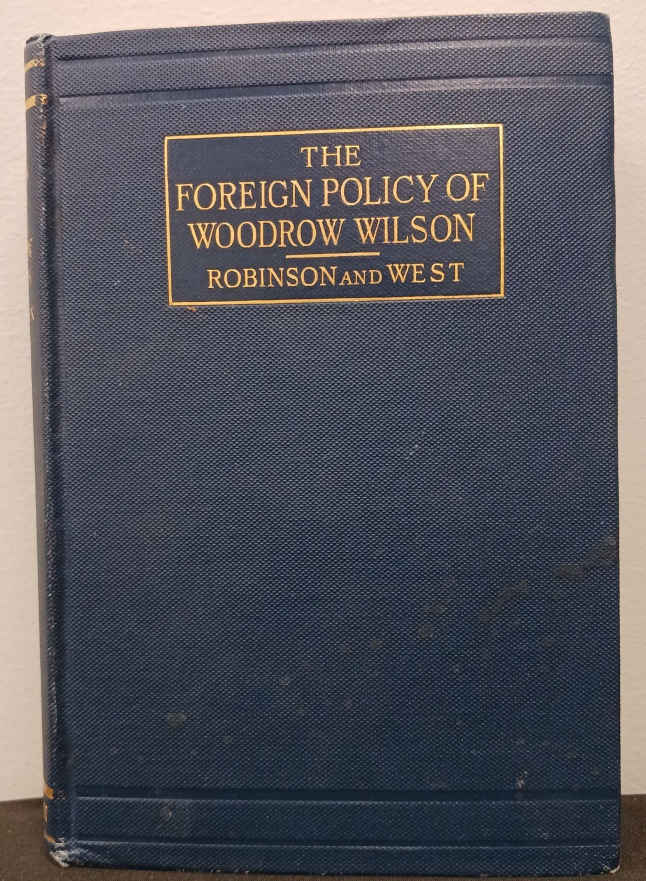 THE
FOREIGN POLICY OF
WOODROW WILSON
ROBINSON AND WEST